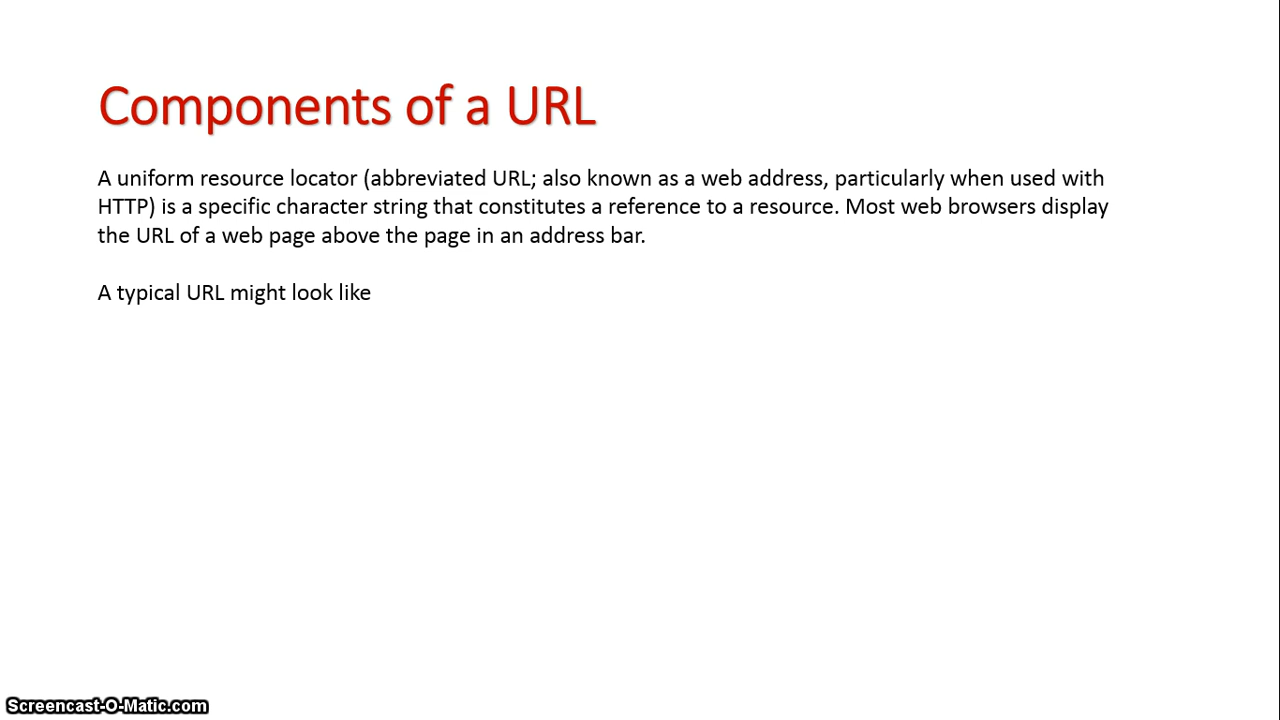 Components of a URL
A uniform resource locator (abbreviated URL; also known as a web address, particularly when used with
HTTP) is a specific character string that constitutes a reference to a resource. Most web browsers display
the URL of a web page above the page in an address bar.
A typical URL might look like
Screencast-O-Matic.com